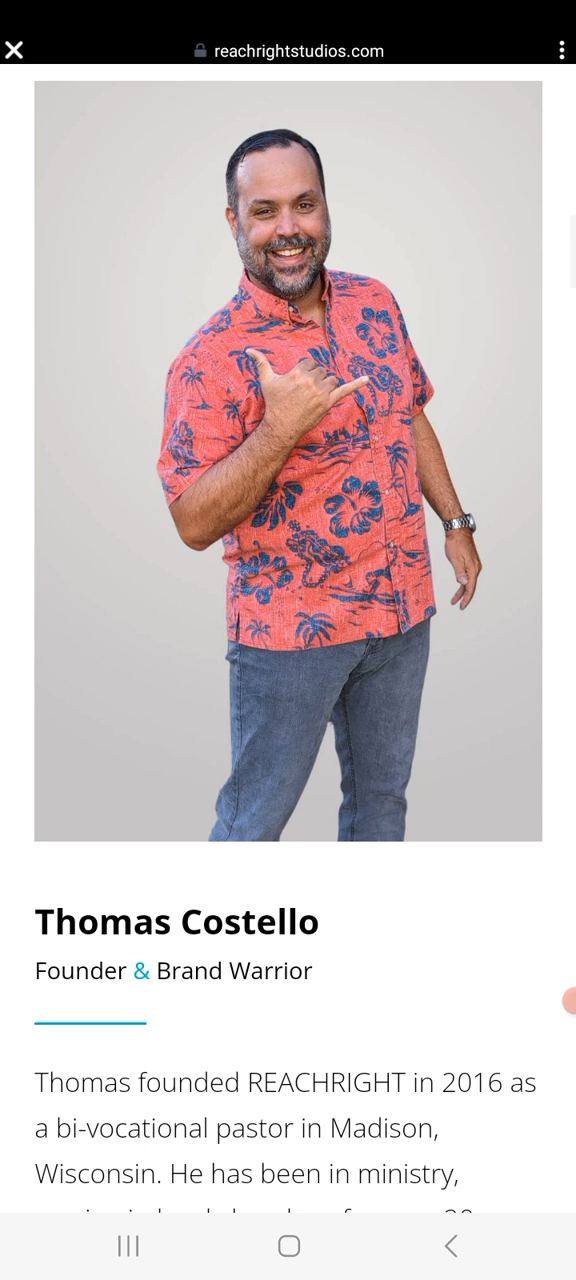 reachrightstudios.com
Thomas Costello
Founder & Brand Warrior
Thomas founded REACHRIGHT in 2016 as
a bi-vocational pastor in Madison,
Wisconsin. He has been in ministry,